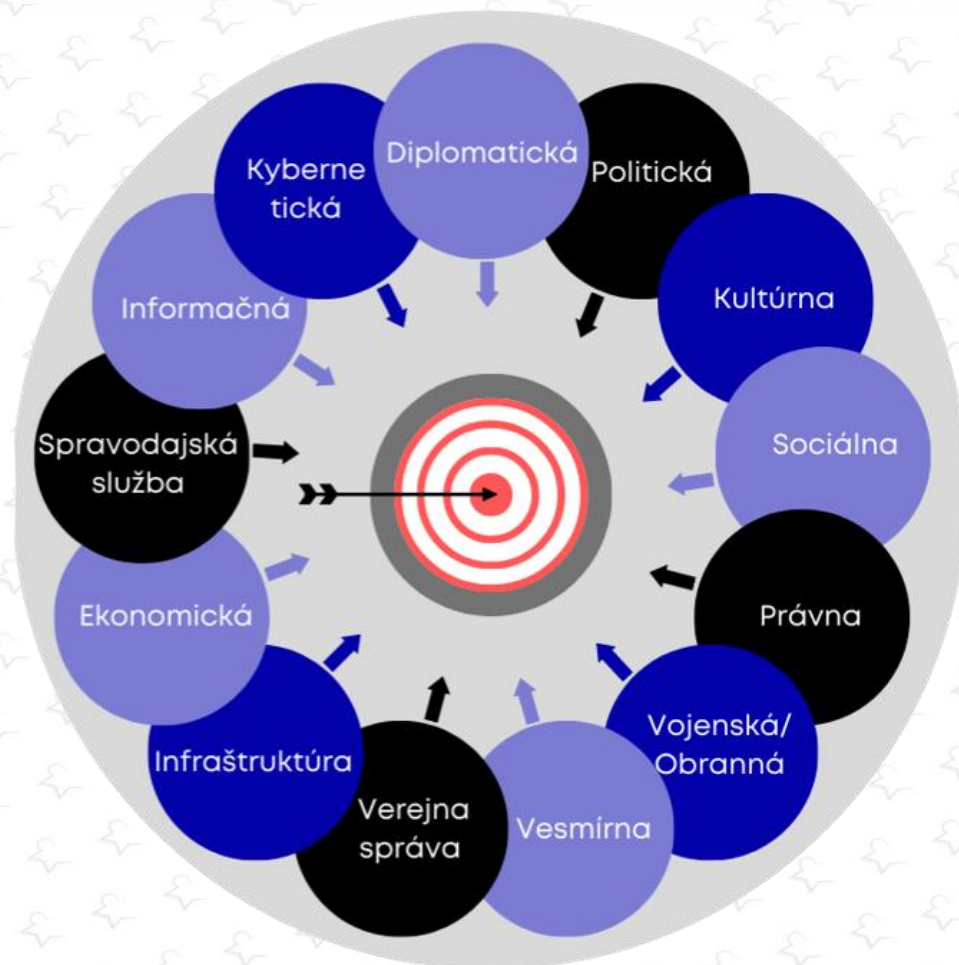 Diplomatická
Politická
Kultúrna
Sociálna
Právna
Vojenská/
Obranná
Vesmírna
Verejna
správa
Infraštruktúra
Ekonomická
Spravodajská
služba
Informačná
Kyberne
tická